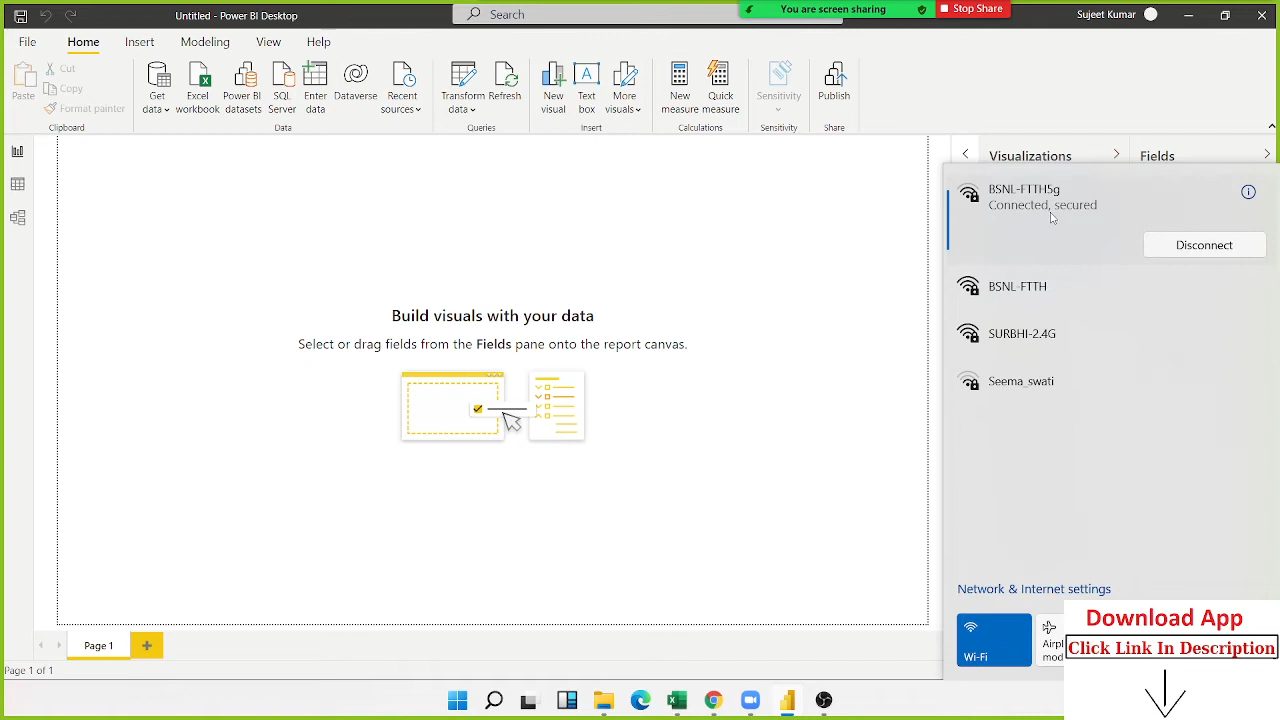 Untitled - Power BI Desktop
Search
You are screen sharing
Stop Share
Sujeet Kumar
File
Home
Insert
Modeling
View
Help
Paste
Cut
Copy
Format painter
Clipboard
Get data
Excel workbook
Power BI datasets
SQL Server
Enter data
Dataverse
Recent sources
Data
Transform data
Refresh
Queries
New visual
Text box
More visuals
Insert
New measure
Quick measure
Calculations
Sensitivity
Sensitivity
Publish
Share
Visualizations
Fields
BSNL-FTTH5g
Connected, secured
Disconnect
BSNL-FTTH
SURBHI-2.4G
Seema_swati
Build visuals with your data
Select or drag fields from the Fields pane onto the report canvas.
Network & Internet settings
Wi-Fi
Airpl
mod
Download App
Click Link In Description
Page 1
Page 1 of 1